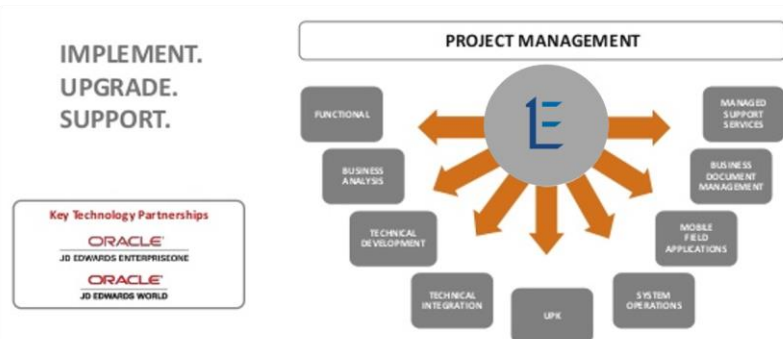 IMPLEMENT.
UPGRADE.
SUPPORT.
Key Technology Partnerships
ORACLE
JD EDWARDS ENTERPRISEONE
ORACLE
JD EDWARDS WORLD
PROJECT MANAGEMENT
FUNCTIONAL
BUSINESS
ANALYSIS
TECHNICAL
DEVELOPMENT
TECHNICAL
INTEGRATION
UPK
SYSTEM
OPERATIONS
MOBILE
FIELD
APPLICATIONS
BUSINESS
DOCUMENT
MANAGEMENT
MANAGED
SUPPORT
SERVICES